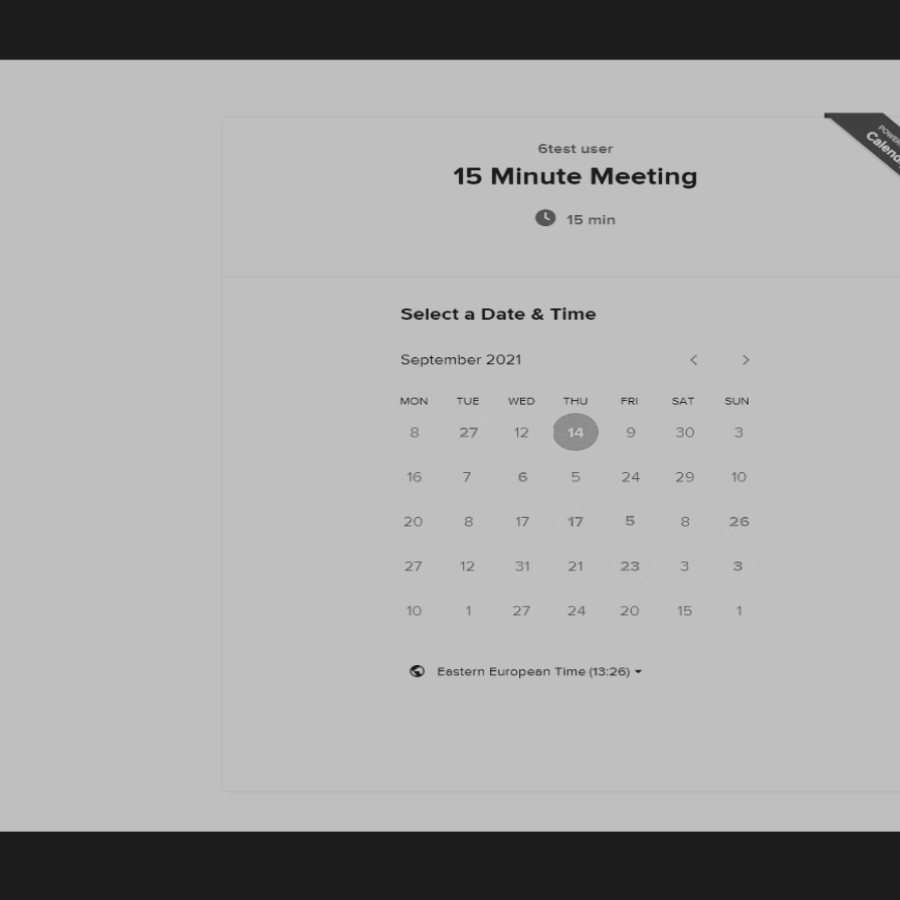 POWERED
Calend
6test user
15 Minute Meeting
15 min
Select a Date & Time
September 2021
MON TUE WED THU FRI SAT SUN
8 27 12 14 9 30 3
16 7 6 5 24 29 10
20 8 17 17 5 8 26
27 12 31 21 23 3 3
10 1 27 24 20 15 1
Eastern European Time (13:26)